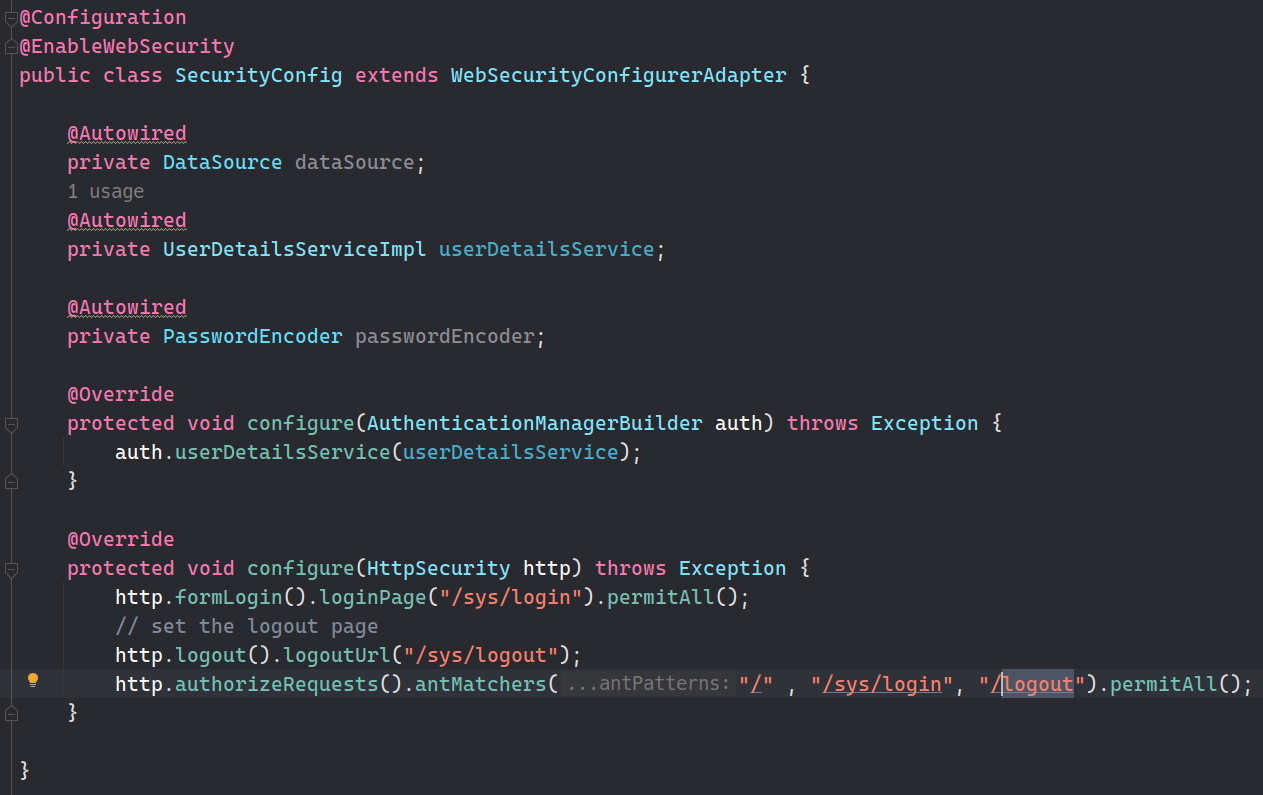 @Configuration
@EnableWebSecurity
public class SecurityConfig extends WebSecurityConfigurerAdapter {
@Autowired
private DataSource dataSource;
1 usage
@Autowired
private UserDetailsServiceImpl userDetailsService;
@Autowired
private PasswordEncoder passwordEncoder;
@Override
protected void configure(AuthenticationManagerBuilder auth) throws Exception {
auth.userDetailsService(userDetailsService);
}
@Override
protected void configure(HttpSecurity http) throws Exception {
http.formLogin().loginPage("/sys/login").permitAll();
// set the logout page
http.logout().logoutUrl("/sys/logout");
http.authorizeRequests().antMatchers( ...antPatterns: "/" , "/sys/login", "/logout").permitAll();
}
}